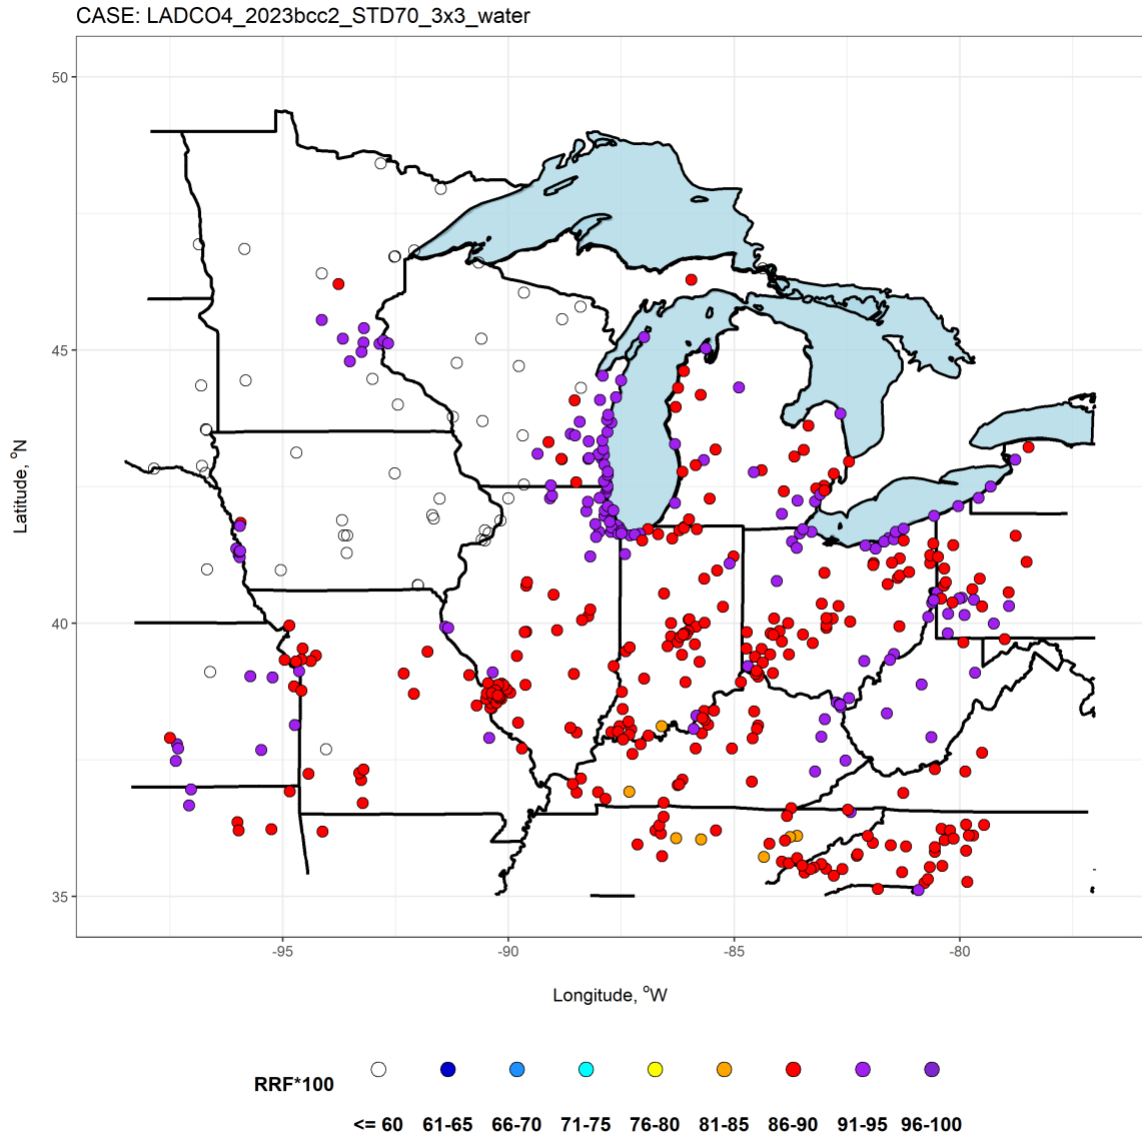 CASE: LADCO4_2023bcc2_STD70_3x3_water
50
45
40
35
Latitude, °N
-95 -90 -85 -80
Longitude, °W
RRF*100
<= 60 61-65 66-70 71-75 76-80 81-85 86-90 91-95 96-100